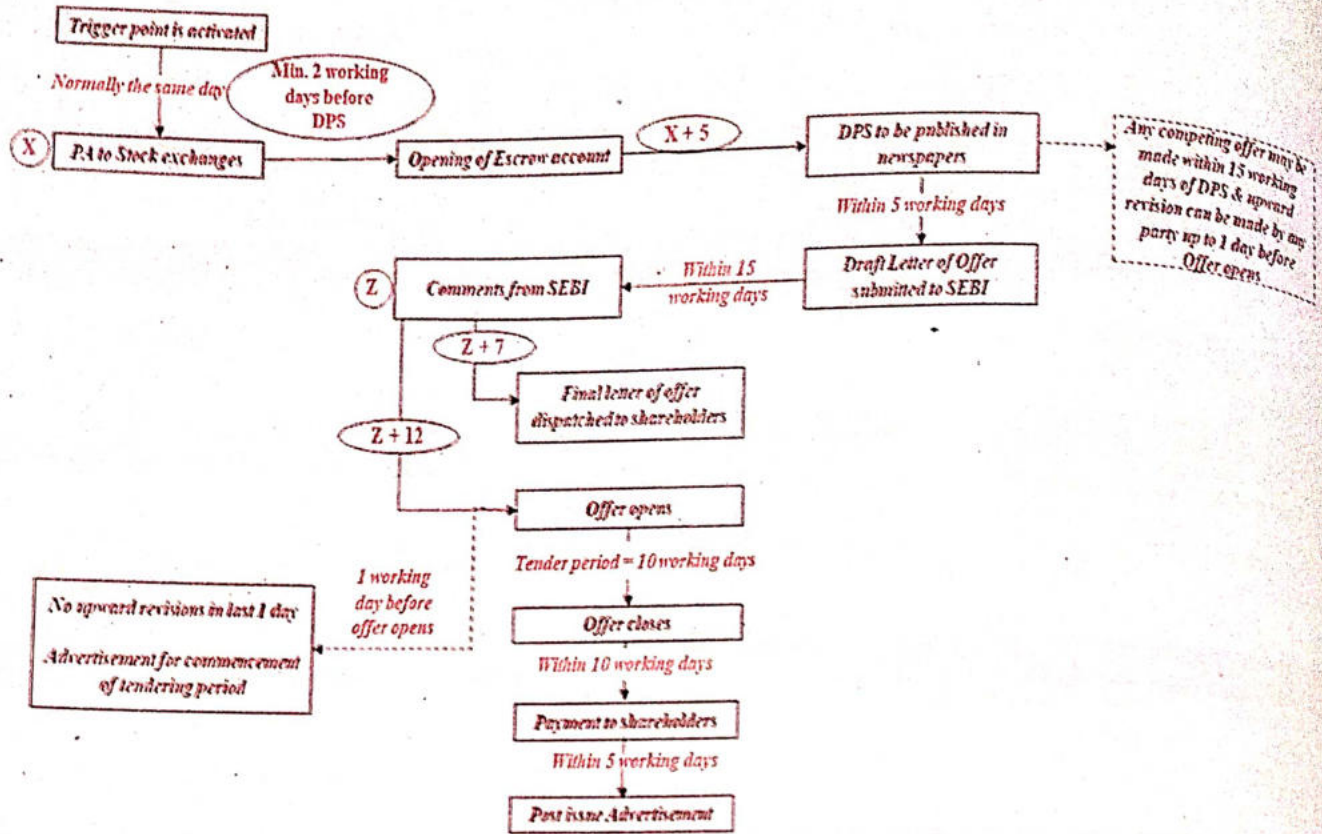 Trigger point is activated
Normally the same day
Min. 2 working
days before
DPS
X
PA to Stock exchanges
Opening of Escrow account
X + 5
DPS to be published in
newspapers
Any competing offer may be
made within 15 working
days of DPS & upward
revision can be made by any
party up to 1 day before
Offer opens
Within 5 working days
Draft Letter of Offer
submitted to SEBI
Within 15
working days
Z
Comments from SEBI
Z + 7
Final letter of offer
dispatched to shareholders
Z + 12
Offer opens
Tender period = 10 working days
1 working
day before
offer opens
No upward revisions in last 1 day
Advertisement for commencement
of tendering period
Offer closes
Within 10 working days
Payment to shareholders
Within 5 working days
Post issue Advertisement